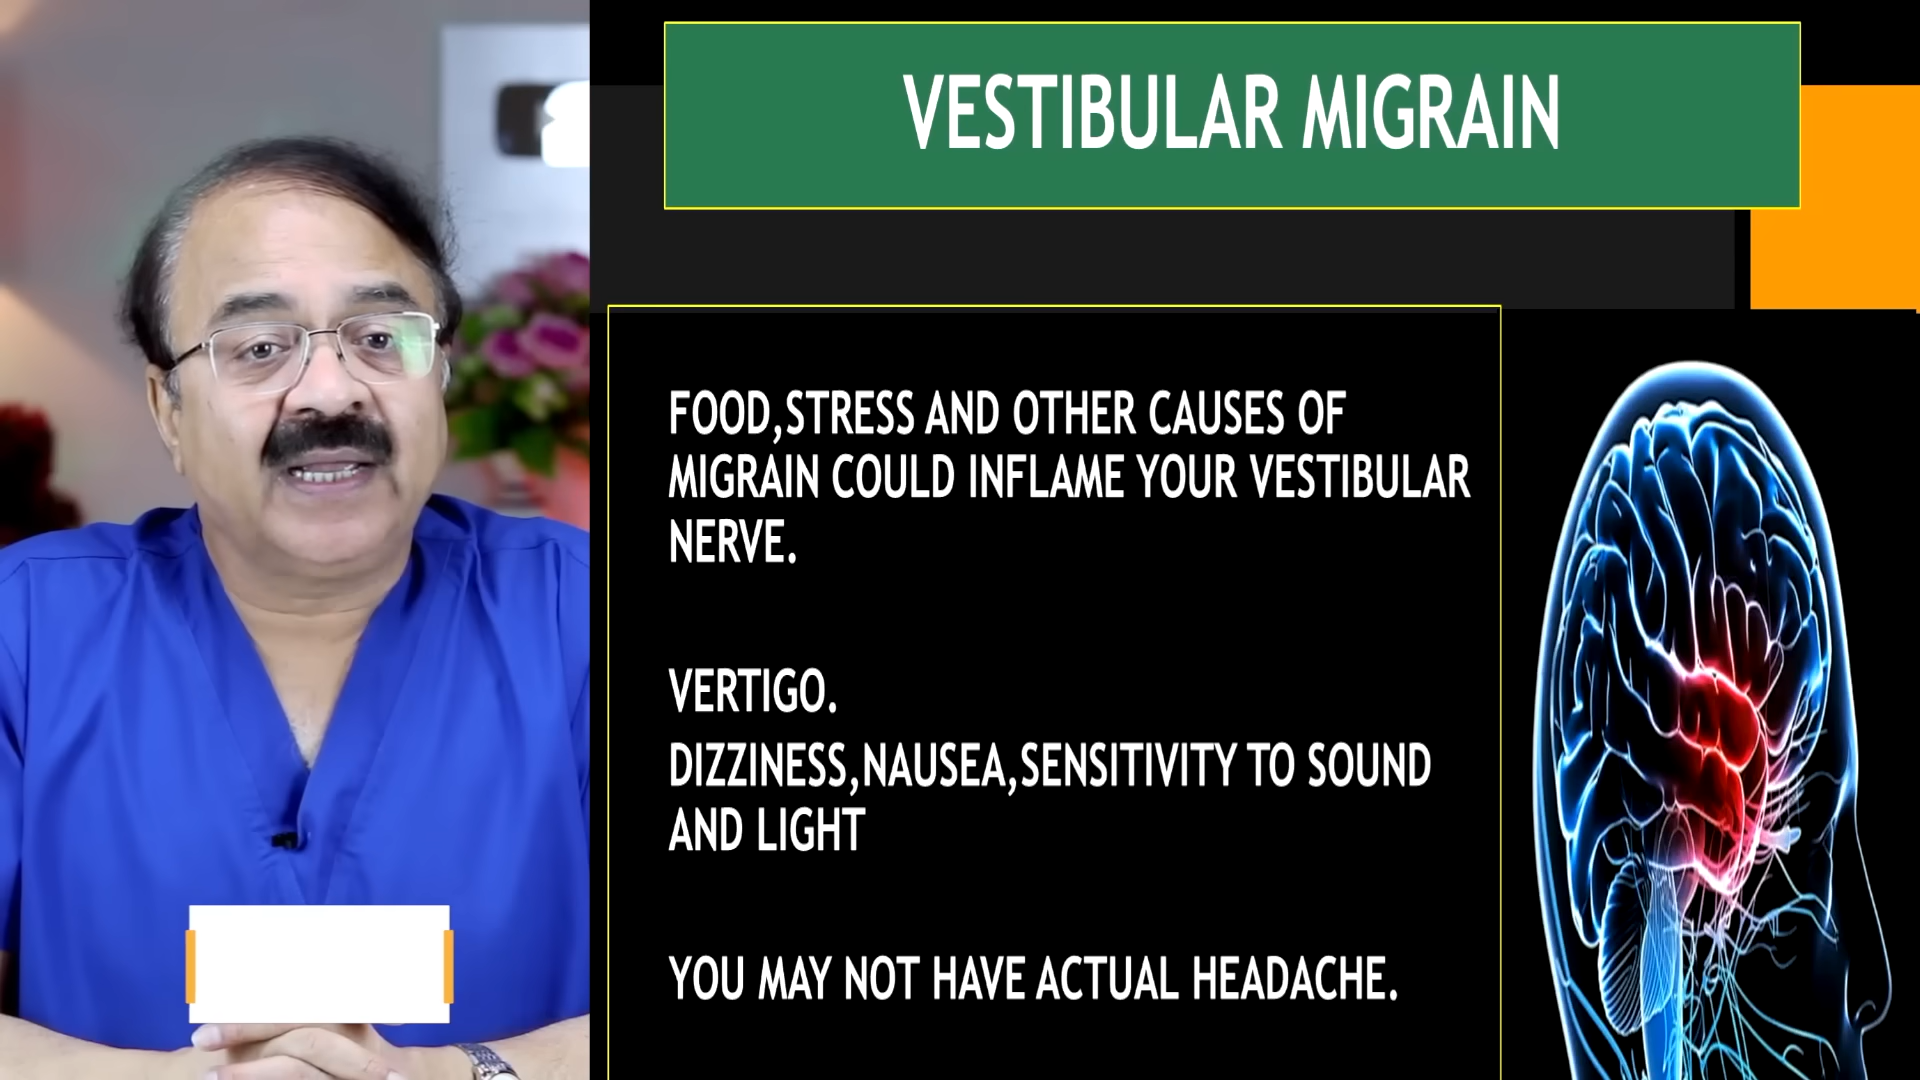 VESTIBULAR MIGRAIN
FOOD,STRESS AND OTHER CAUSES OF
MIGRAIN COULD INFLAME YOUR VESTIBULAR
NERVE.
VERTIGO.
DIZZINESS,NAUSEA,SENSITIVITY TO SOUND
AND LIGHT
YOU MAY NOT HAVE ACTUAL HEADACHE.